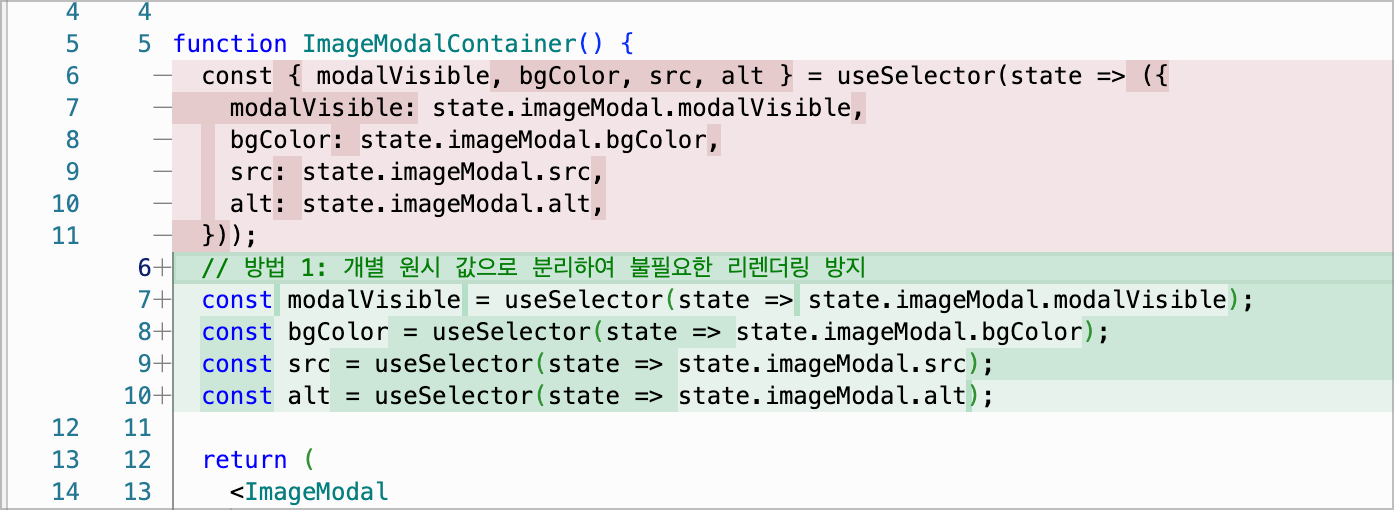 4 4
5 5 function ImageModalContainer() {
6 — const { modalVisible, bgColor, src, alt } = useSelector(state => ({
7 — modalVisible: state.imageModal.modalVisible,
8 — bgColor: state.imageModal.bgColor,
9 — src: state.imageModal.src,
10 — alt: state.imageModal.alt,
11 — }));
6+ // 방법 1: 개별 원시 값으로 분리하여 불필요한 리렌더링 방지
7+ const modalVisible = useSelector(state => state.imageModal.modalVisible);
8+ const bgColor = useSelector(state => state.imageModal.bgColor);
9+ const src = useSelector(state => state.imageModal.src);
10+ const alt = useSelector(state => state.imageModal.alt);
12 11
13 12 return (
14 13 <ImageModal